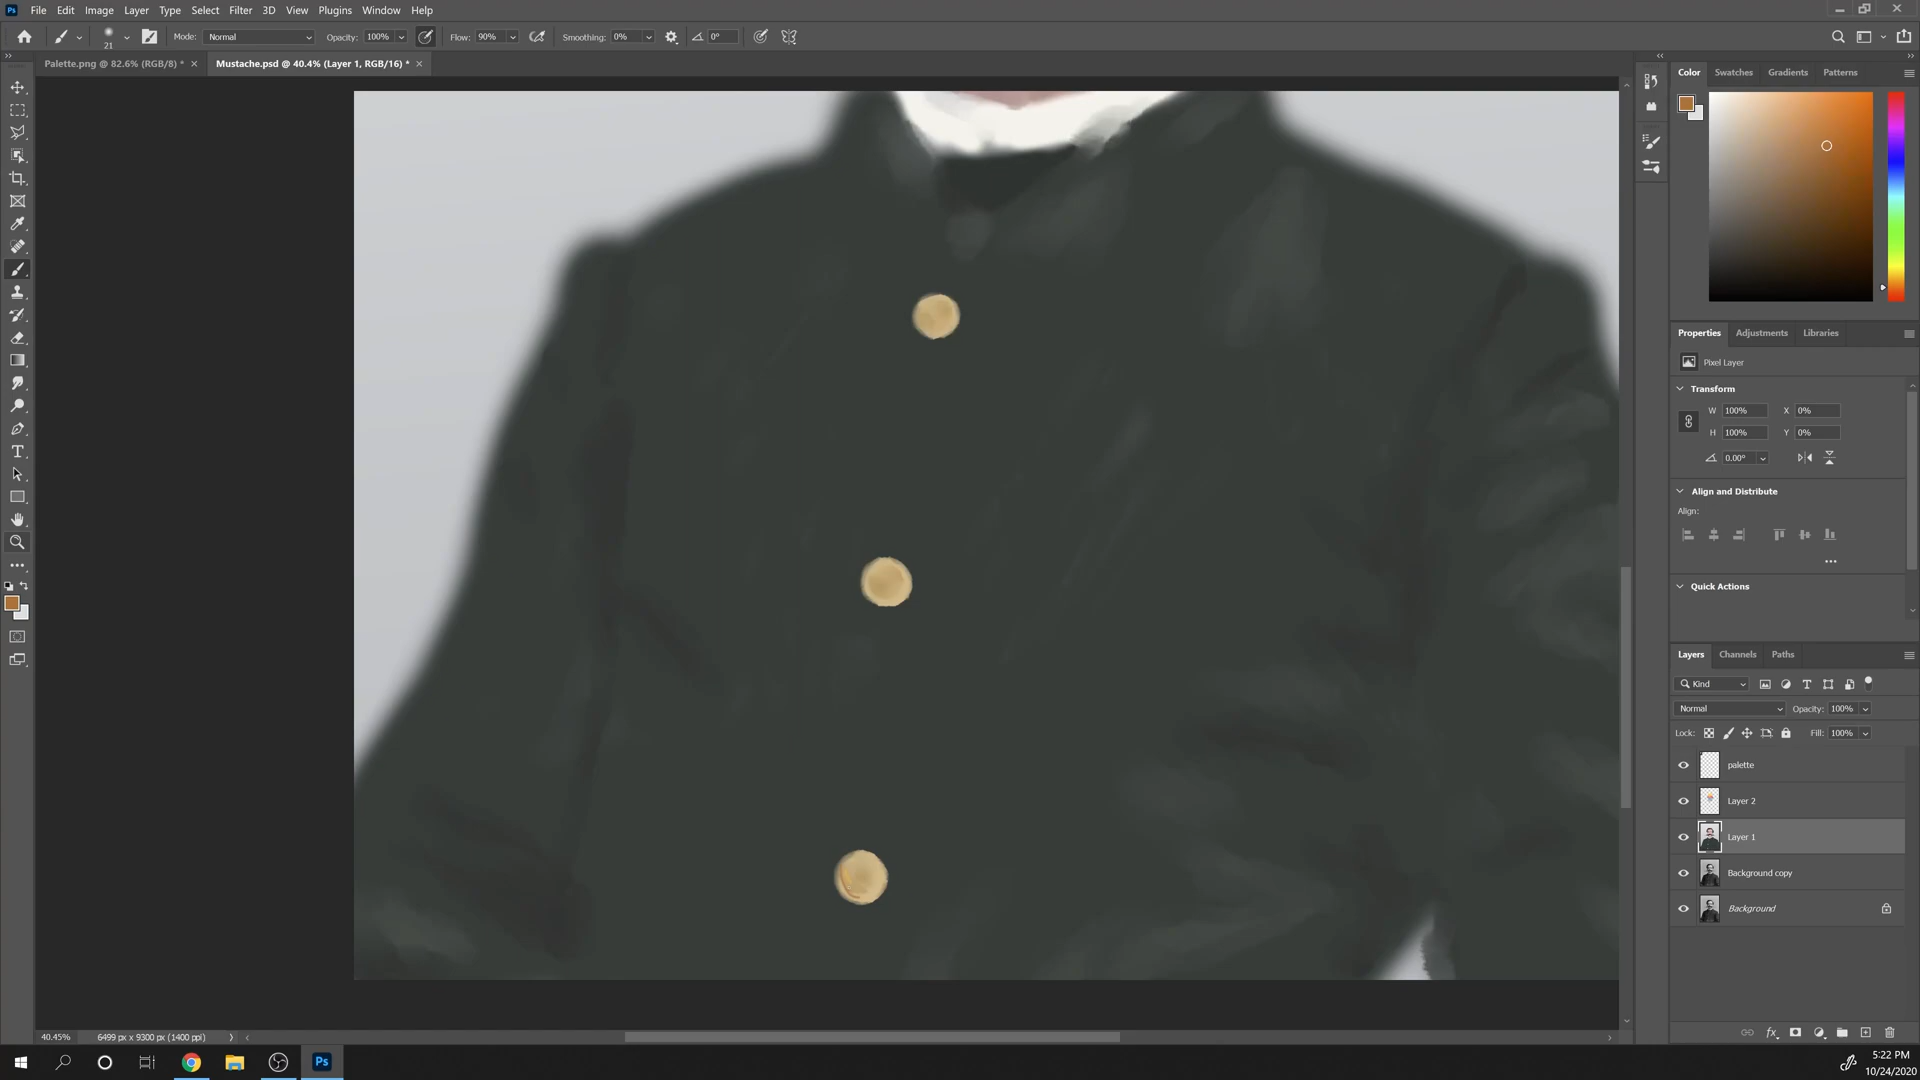 Ps File Edit Image Layer Type Select Filter 3D View Plugins Window Help
21 Mode: Normal Opacity: 100% Flow: 90% Smoothing: 0% 0°
Palette.png @ 82.6% (RGB/8) * × Mustache.psd @ 40.4% (Layer 1, RGB/16) * ×
Color Swatches Gradients Patterns
Properties Adjustments Libraries
Pixel Layer
Transform
W 100% X 0%
H 100% Y 0%
0.00°
Align and Distribute
Align:
Quick Actions
Layers Channels Paths
Kind
Normal Opacity: 100%
Lock: Fill: 100%
palette
Layer 2
Layer 1
Background copy
Background
fx
40.45% 6499 px x 9300 px (1400 ppi)
Ps
5:22 PM
10/24/2020